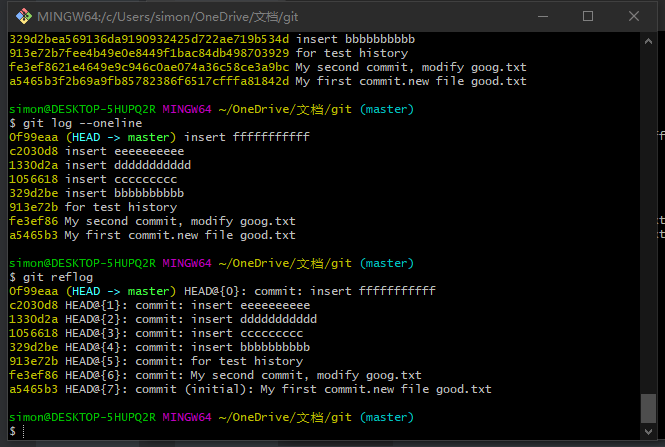 MINGW64:/c/Users/simon/OneDrive/文档/git
329d2bea569136da9190932425d722ae719b534d insert bbbbbbbbbb
913e72b7fee4b49e0e8449f1bac84db498703929 for test history
fe3ef8621e4649e9c946c0ae074a36c58ce3a9bc My second commit, modify goog.txt
a5465b3f2b69a9fb85782386f6517cfffa81842d My first commit.new file good.txt
simon@DESKTOP-5HUPQ2R MINGW64 ~/OneDrive/文档/git (master)
$ git log --oneline
0f99eaa (HEAD -> master) insert fffffffffff
c2030d8 insert eeeeeeeeee
1330d2a insert ddddddddddd
1056618 insert ccccccccc
329d2be insert bbbbbbbbbb
913e72b for test history
fe3ef86 My second commit, modify goog.txt
a5465b3 My first commit.new file good.txt
simon@DESKTOP-5HUPQ2R MINGW64 ~/OneDrive/文档/git (master)
$ git reflog
0f99eaa (HEAD -> master) HEAD@{0}: commit: insert fffffffffff
c2030d8 HEAD@{1}: commit: insert eeeeeeeeee
1330d2a HEAD@{2}: commit: insert ddddddddddd
1056618 HEAD@{3}: commit: insert ccccccccc
329d2be HEAD@{4}: commit: insert bbbbbbbbbb
913e72b HEAD@{5}: commit: for test history
fe3ef86 HEAD@{6}: commit: My second commit, modify goog.txt
a5465b3 HEAD@{7}: commit (initial): My first commit.new file good.txt
simon@DESKTOP-5HUPQ2R MINGW64 ~/OneDrive/文档/git (master)
$